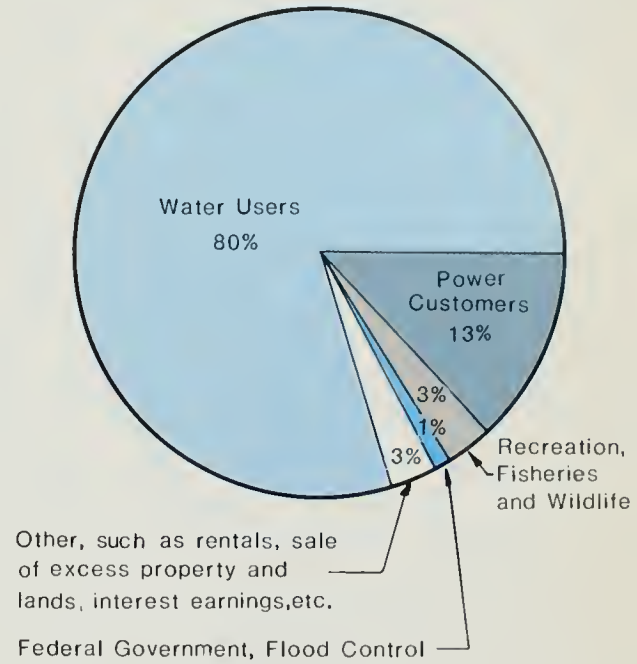 Water Users
80%
Power
Customers
13%
3%
1%
3%
Recreation,
Fisheries
and Wildlife
Other, such as rentals, sale
of excess property and
lands, interest earnings,etc.
Federal Government, Flood Control